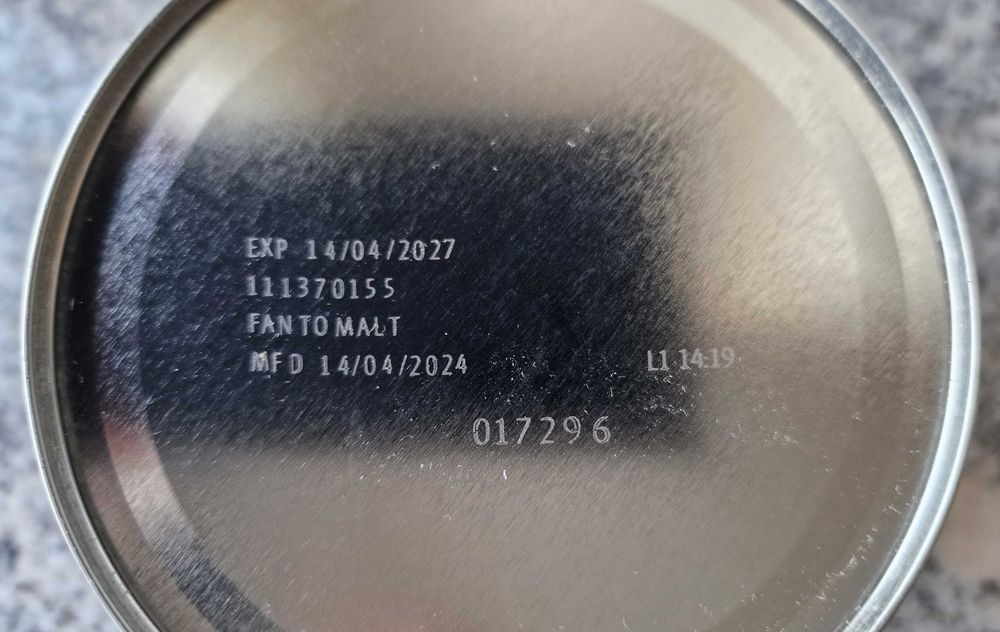 EXP 14/04/2027
111370155
FANTOMALT
MFD 14/04/2024
L1 14:19
017296